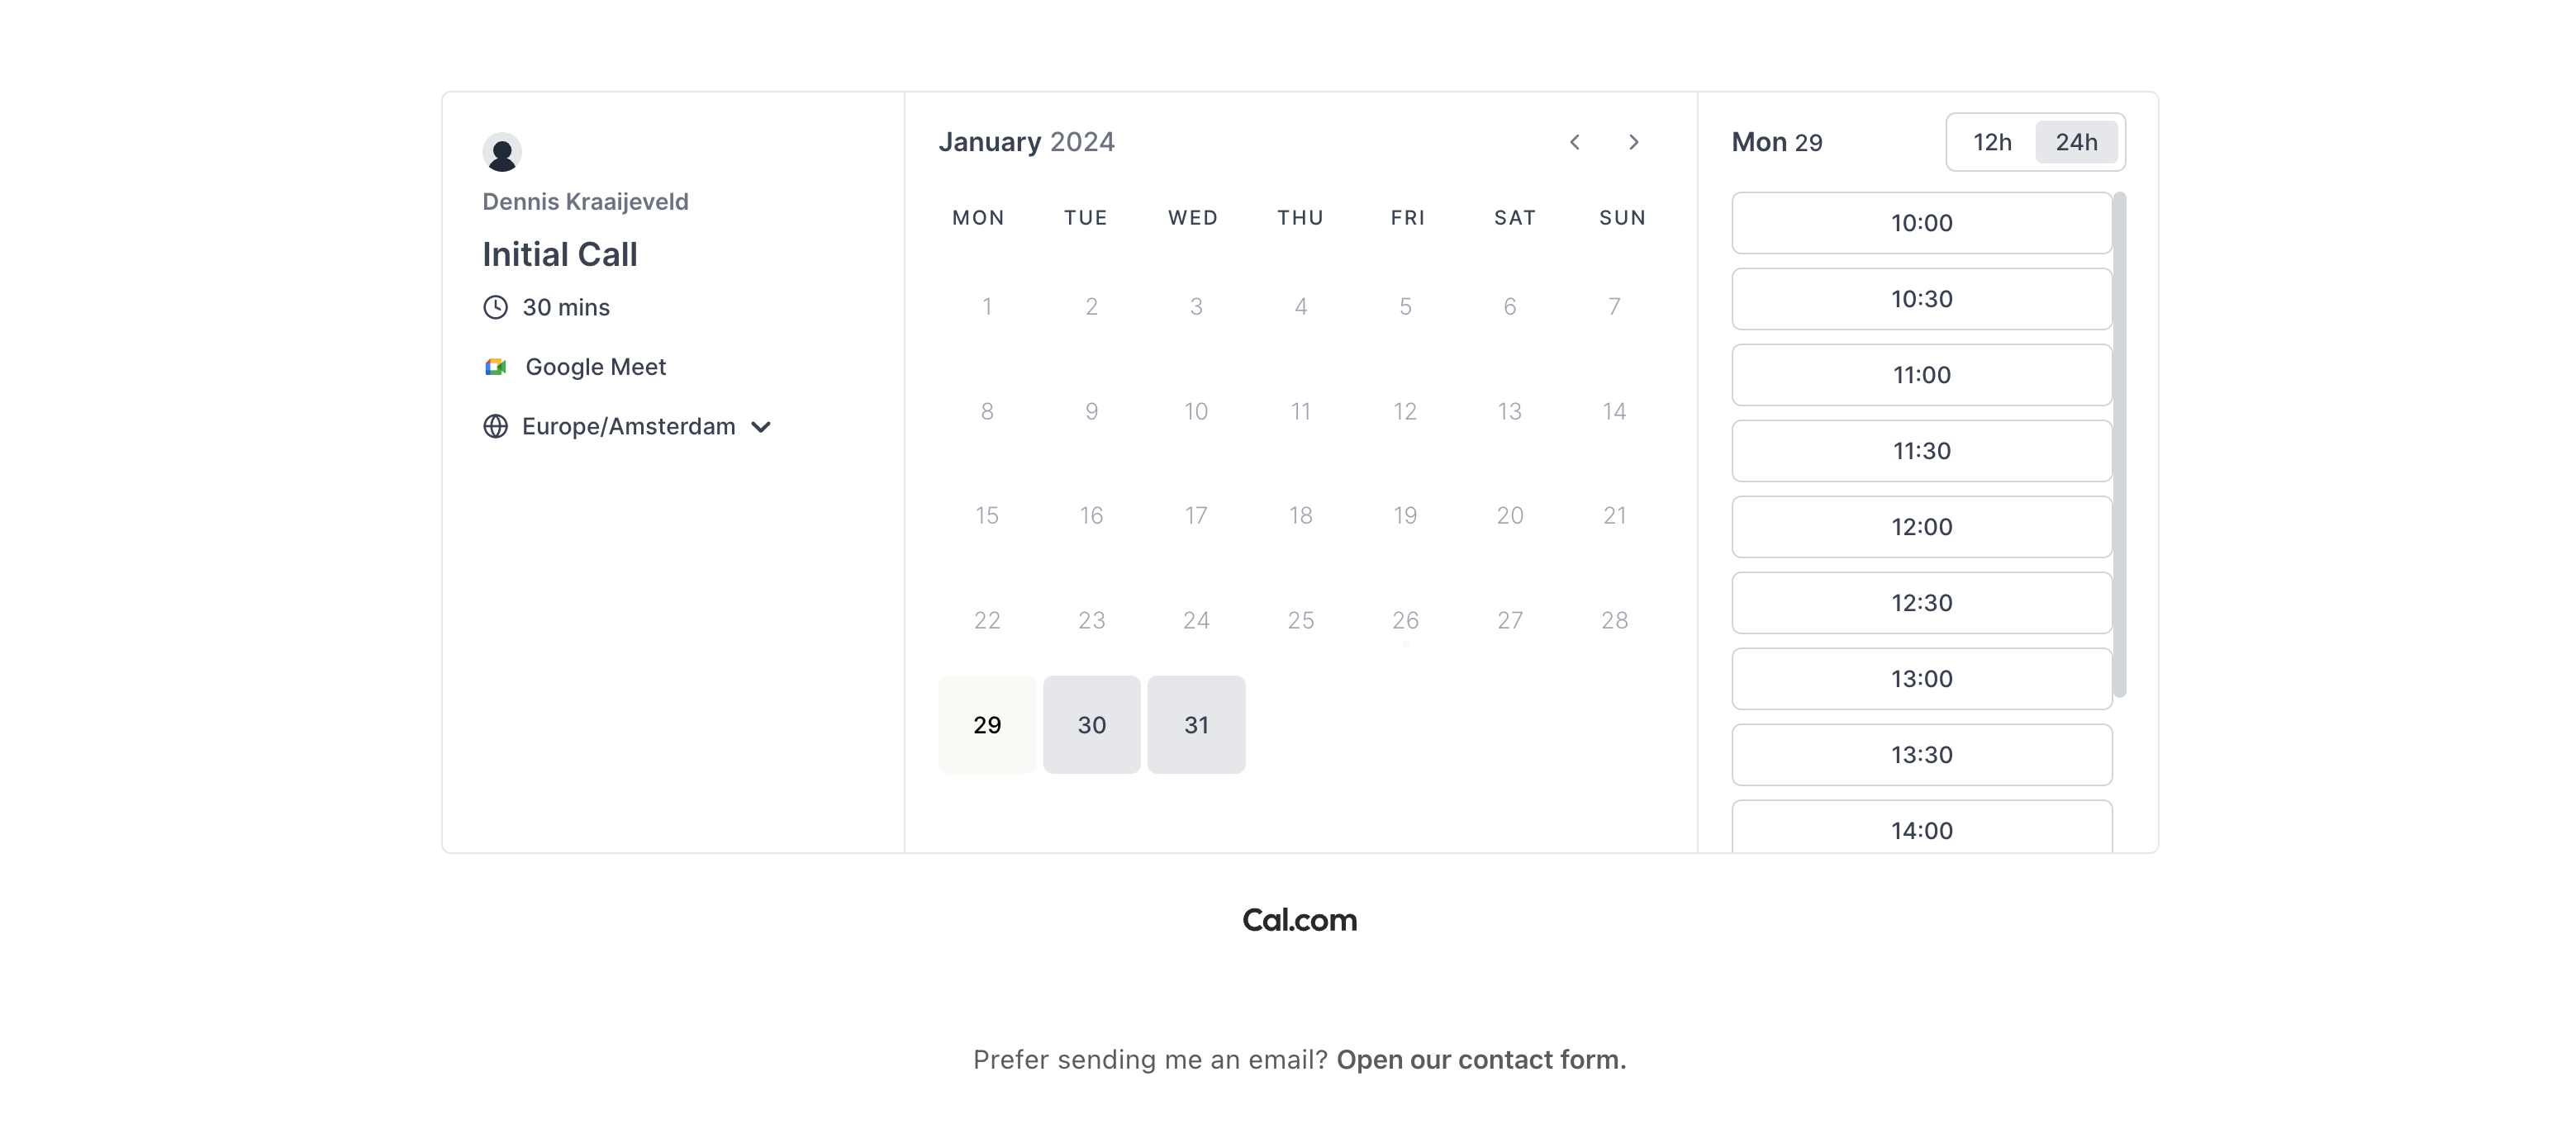 Dennis Kraaijeveld
Initial Call
30 mins
Google Meet
Europe/Amsterdam
January 2024
MON TUE WED THU FRI SAT SUN
1 2 3 4 5 6 7
8 9 10 11 12 13 14
15 16 17 18 19 20 21
22 23 24 25 26 27 28
29 30 31
Mon 29 12h 24h
10:00
10:30
11:00
11:30
12:00
12:30
13:00
13:30
14:00
Cal.com
Prefer sending me an email? Open our contact form.